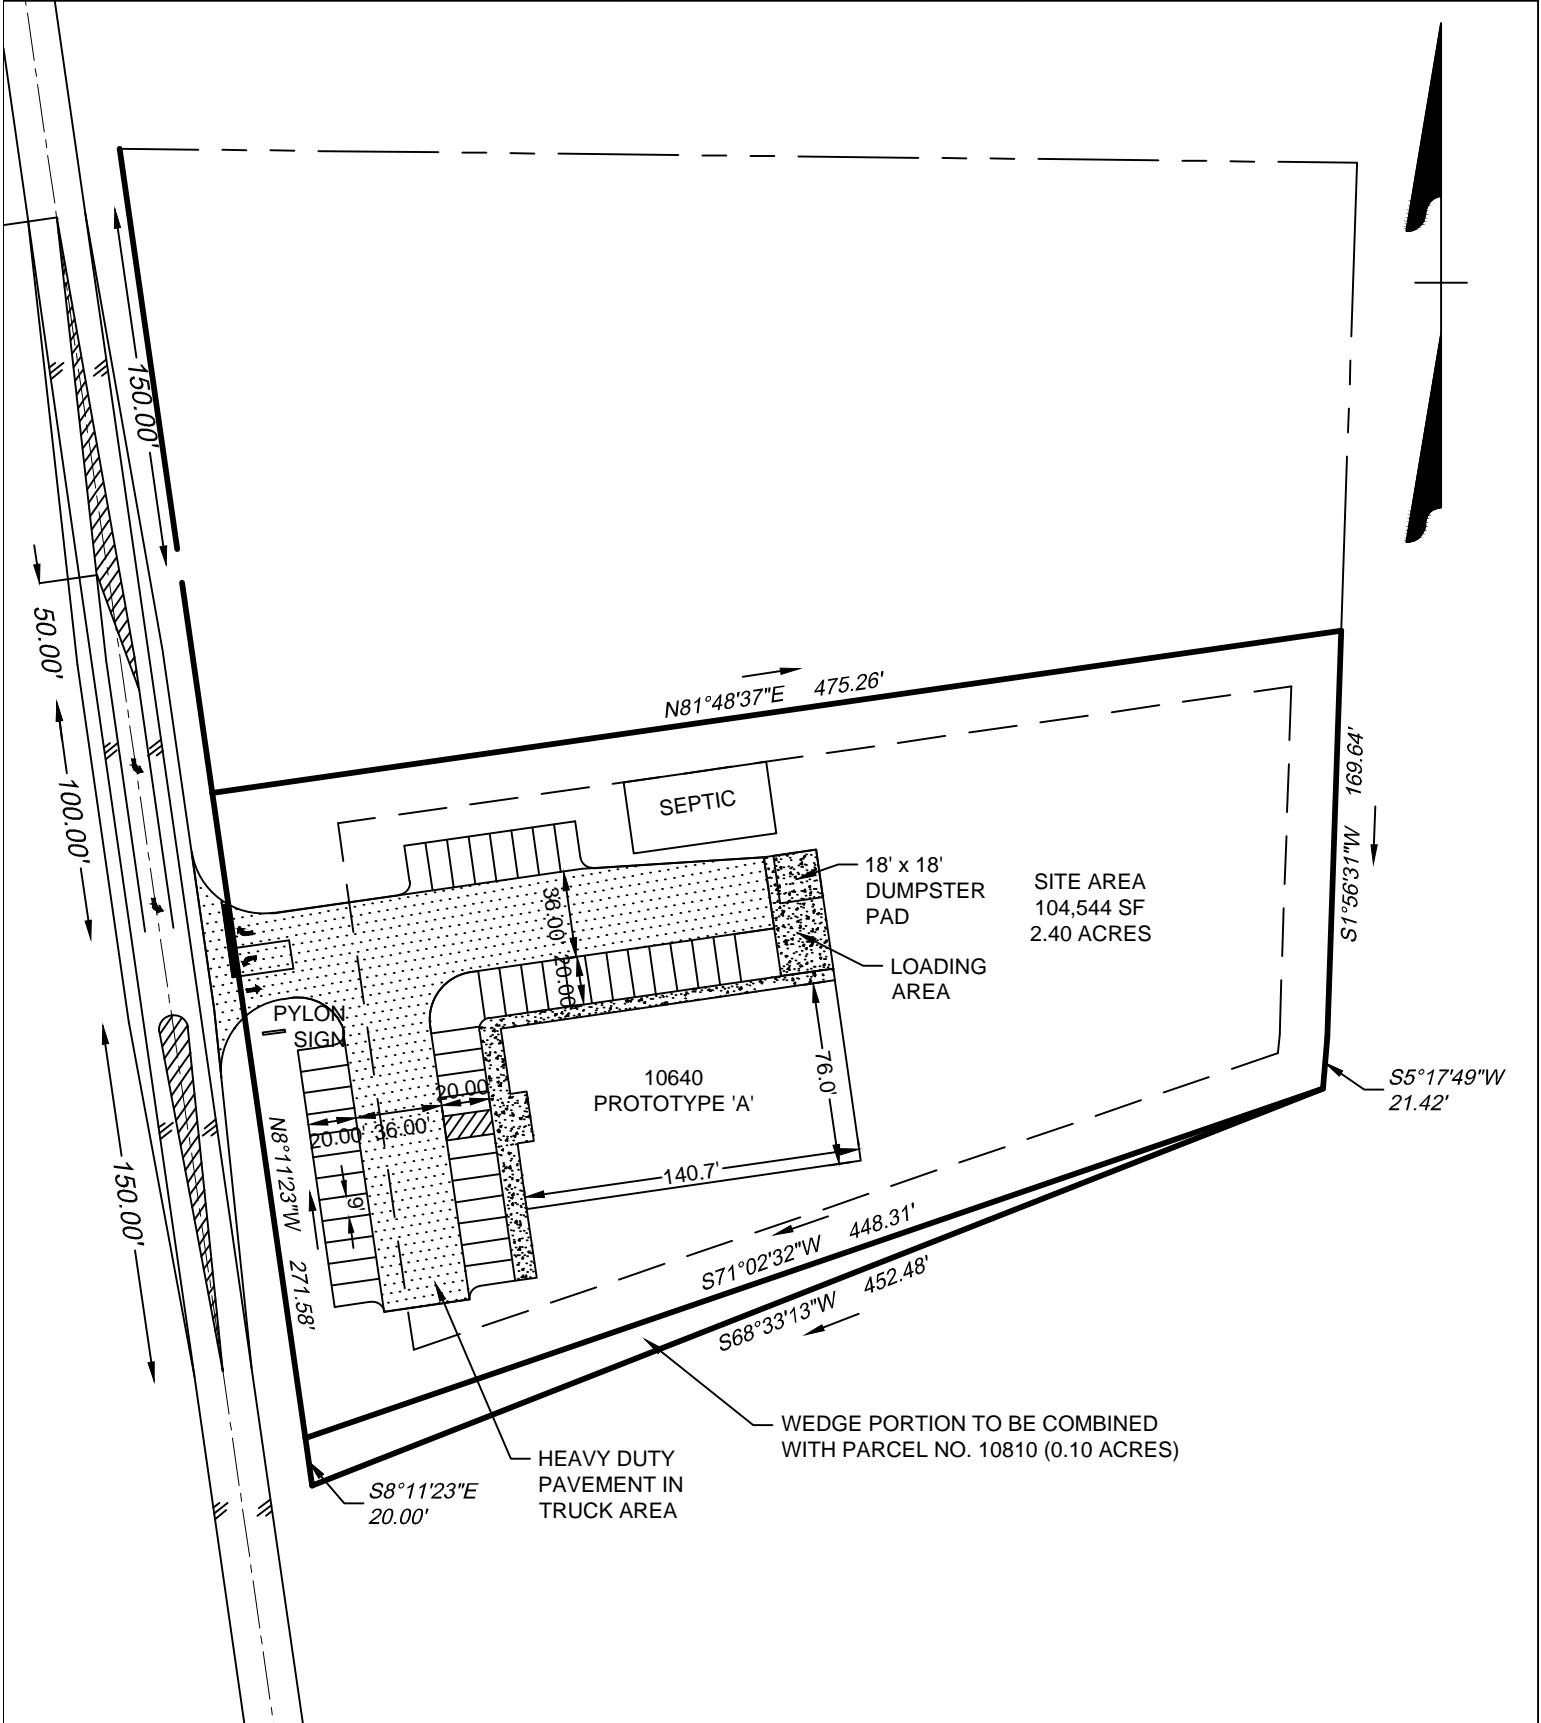 150.00'
50.00'
N81°48'37"E 475.26'
100.00'
S1°56'31"W 169.64'
SEPTIC
18' x 18'
DUMPSTER
PAD
SITE AREA
104,544 SF
2.40 ACRES
36.00'
20.00'
LOADING
AREA
PYLON
SIGN
10640
PROTOTYPE 'A'
76.0'
20.00'
20.00'
36.00'
S5°17'49"W
21.42'
150.00'
N8°11'23"W 271.58'
9'
140.7'
S71°02'32"W 448.31'
S68°33'13"W 452.48'
WEDGE PORTION TO BE COMBINED
WITH PARCEL NO. 10810 (0.10 ACRES)
HEAVY DUTY
PAVEMENT IN
TRUCK AREA
S8°11'23"E
20.00'